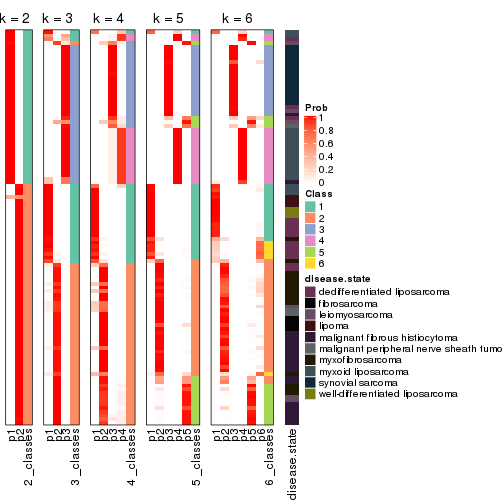 k = 2
k = 3
k = 4
k = 5
k = 6
Prob
1
0.8
0.6
0.4
0.2
0
Class
1
2
3
4
5
6
disease.state
dedifferentiated liposarcoma
fibrosarcoma
leiomyosarcoma
lipoma
malignant fibrous histiocytoma
malignant peripheral nerve sheath tumo
myxofibrosarcoma
myxoid liposarcoma
synovial sarcoma
well-differentiated liposarcoma
p1
p2
2_classes
p1
p2
p3
3_classes
p1
p2
p3
p4
4_classes
p1
p2
p3
p4
p5
5_classes
p1
p2
p3
p4
p5
p6
6_classes
disease.state